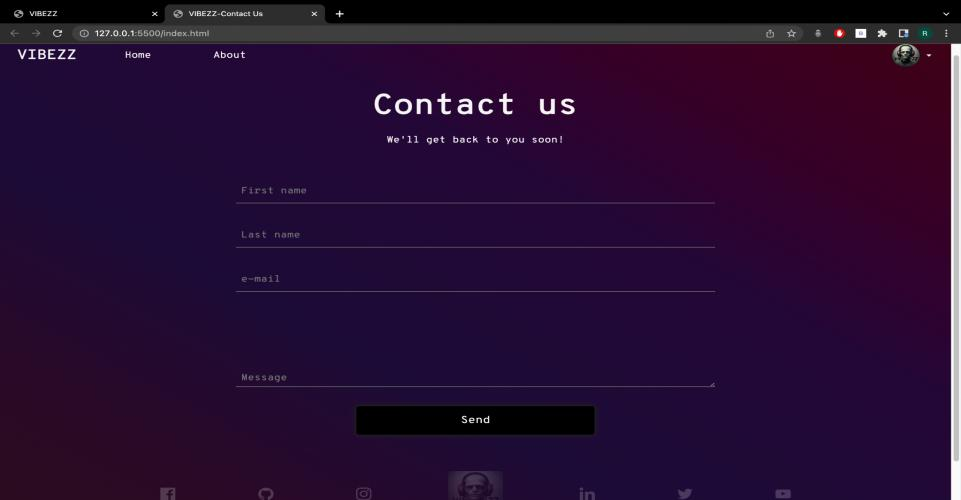 VIBEZZ
VIBEZZ-Contact Us
127.0.0.1:5500/index.html
R
VIBEZZ Home About
Contact us
We'll get back to you soon!
First name
Last name
e-mail
Message
Send
in